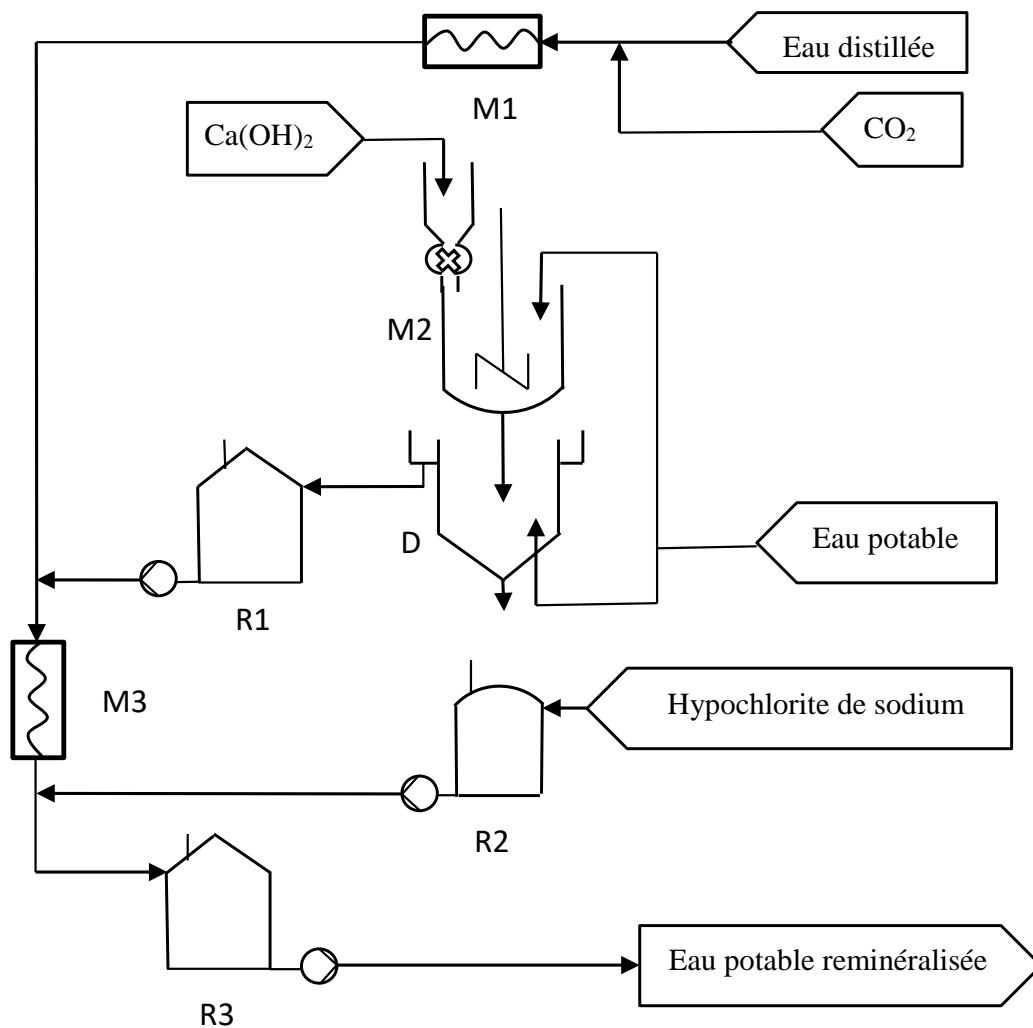 Eau distillée
M1
CO₂
Ca(OH)₂
M2
Eau potable
D
R1
M3
Hypochlorite de sodium
R2
Eau potable reminéralisée
R3